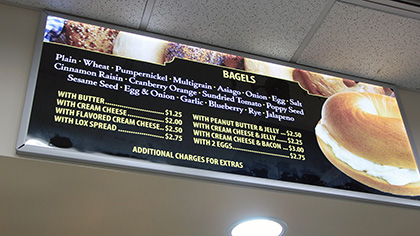 BAGELS
Plain · Wheat · Pumpernickel · Multigrain · Asiago · Onion · Egg · Salt
Cinnamon Raisin · Cranberry Orange · Sundried Tomato · Poppy Seed
Sesame Seed · Egg & Onion · Garlic · Blueberry · Rye · Jalapeno
WITH BUTTER $1.25
WITH CREAM CHEESE $2.00
WITH FLAVORED CREAM CHEESE $2.50
WITH LOX SPREAD $2.75
WITH PEANUT BUTTER & JELLY $2.50
WITH CREAM CHEESE & JELLY $2.25
WITH CREAM CHEESE & BACON $3.00
WITH 2 EGGS $2.75
ADDITIONAL CHARGES FOR EXTRAS